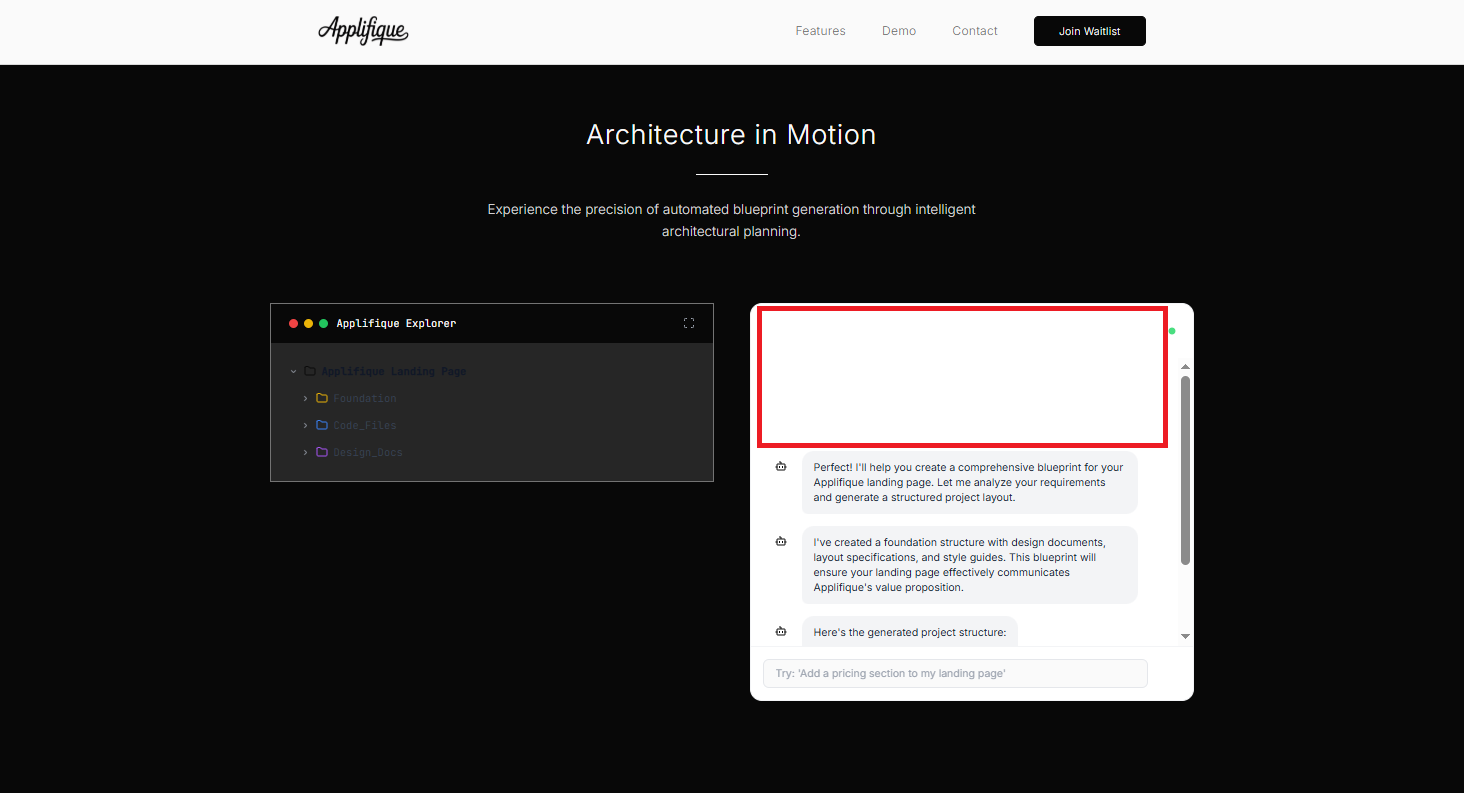 Applifique
Features
Demo
Contact
Join Waitlist
Architecture in Motion
Experience the precision of automated blueprint generation through intelligent
architectural planning.
Applifique Explorer
Applifique Landing Page
Foundation
Code_Files
Design_Docs
Perfect! I'll help you create a comprehensive blueprint for your
Applifique landing page. Let me analyze your requirements
and generate a structured project layout.
I've created a foundation structure with design documents,
layout specifications, and style guides. This blueprint will
ensure your landing page effectively communicates
Applifique's value proposition.
Here's the generated project structure:
Try: 'Add a pricing section to my landing page'